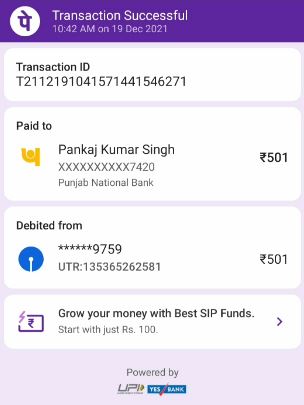 पे
Transaction Successful
10:42 AM on 19 Dec 2021
Transaction ID
T2112191041571441546271
Paid to
Pankaj Kumar Singh
₹501
XXXXXXXXXX7420
Punjab National Bank
Debited from
******9759
₹501
UTR:135365262581
₹
Grow your money with Best SIP Funds.
Start with just Rs. 100.
Powered by
UPI YES BANK